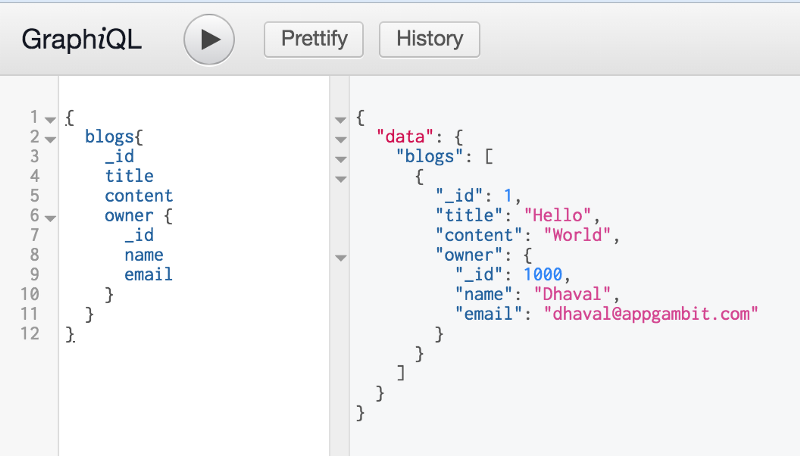 GraphiQL Prettify History
1 {
2 blogs{
3 _id
4 title
5 content
6 owner {
7 _id
8 name
9 email
10 }
11 }
12 }
{
"data": {
"blogs": [
{
"_id": 1,
"title": "Hello",
"content": "World",
"owner": {
"_id": 1000,
"name": "Dhaval",
"email": "dhaval@appgambit.com"
}
}
]
}
}